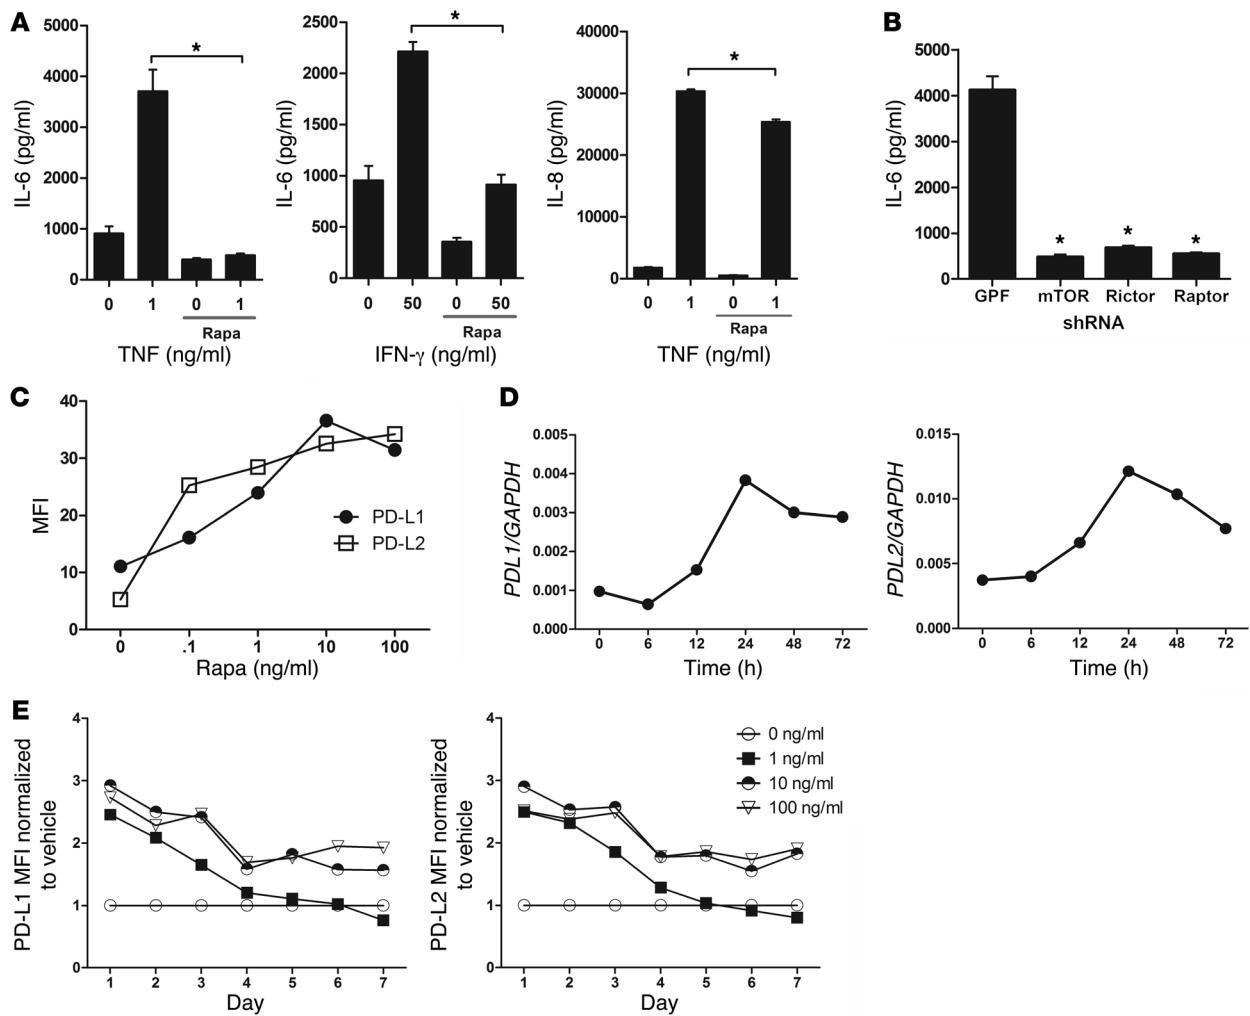 A
5000
4000
3000
2000
1000
0
IL-6 (pg/ml)
*
0 1 0 1
Rapa
TNF (ng/ml)
2500
2000
1500
1000
500
0
IL-6 (pg/ml)
*
0 50 0 50
Rapa
IFN-γ (ng/ml)
40000
30000
20000
10000
0
IL-8 (pg/ml)
*
0 1 0 1
Rapa
TNF (ng/ml)
B
5000
4000
3000
2000
1000
0
IL-6 (pg/ml)
* * *
GPF mTOR Rictor Raptor
shRNA
C
40
30
20
10
0
MFI
PD-L1
PD-L2
0 .1 1 10 100
Rapa (ng/ml)
D
0.005
0.004
0.003
0.002
0.001
0.000
PDL1/GAPDH
0 6 12 24 48 72
Time (h)
0.015
0.010
0.005
0.000
PDL2/GAPDH
0 6 12 24 48 72
Time (h)
E
4
3
2
1
0
PD-L1 MFI normalized
to vehicle
1 2 3 4 5 6 7
Day
4
3
2
1
0
PD-L2 MFI normalized
to vehicle
0 ng/ml
1 ng/ml
10 ng/ml
100 ng/ml
1 2 3 4 5 6 7
Day